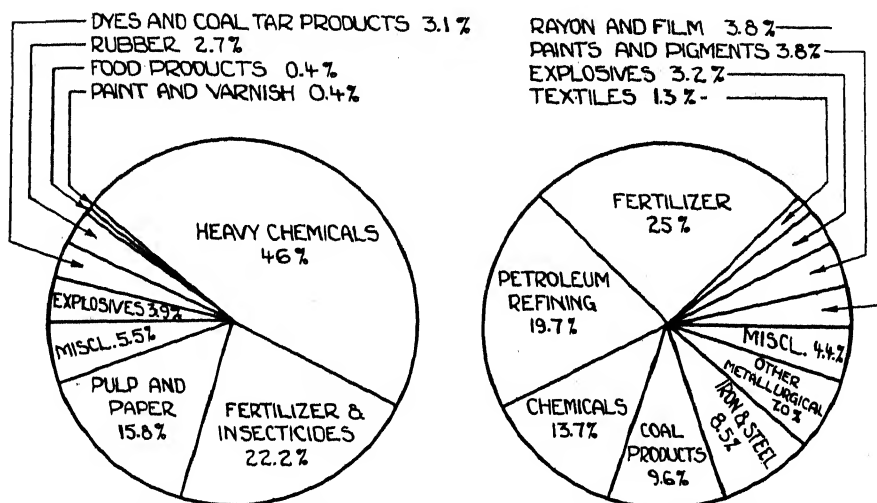 DYES AND COAL TAR PRODUCTS 3.1%
RUBBER 2.7%
FOOD PRODUCTS 0.4%
PAINT AND VARNISH 0.4%
HEAVY CHEMICALS
46%
EXPLOSIVES 3.9%
MISCL. 5.5%
PULP AND
PAPER
15.8%
FERTILIZER &
INSECTICIDES
22.2%
RAYON AND FILM 3.8%
PAINTS AND PIGMENTS 3.8%
EXPLOSIVES 3.2%
TEXTILES 1.3%
FERTILIZER
25%
PETROLEUM
REFINING
19.7%
MISCL. 4.4%
OTHER
METALLURGICAL
7.0%
IRON & STEEL
8.5%
CHEMICALS
13.7%
COAL
PRODUCTS
9.6%